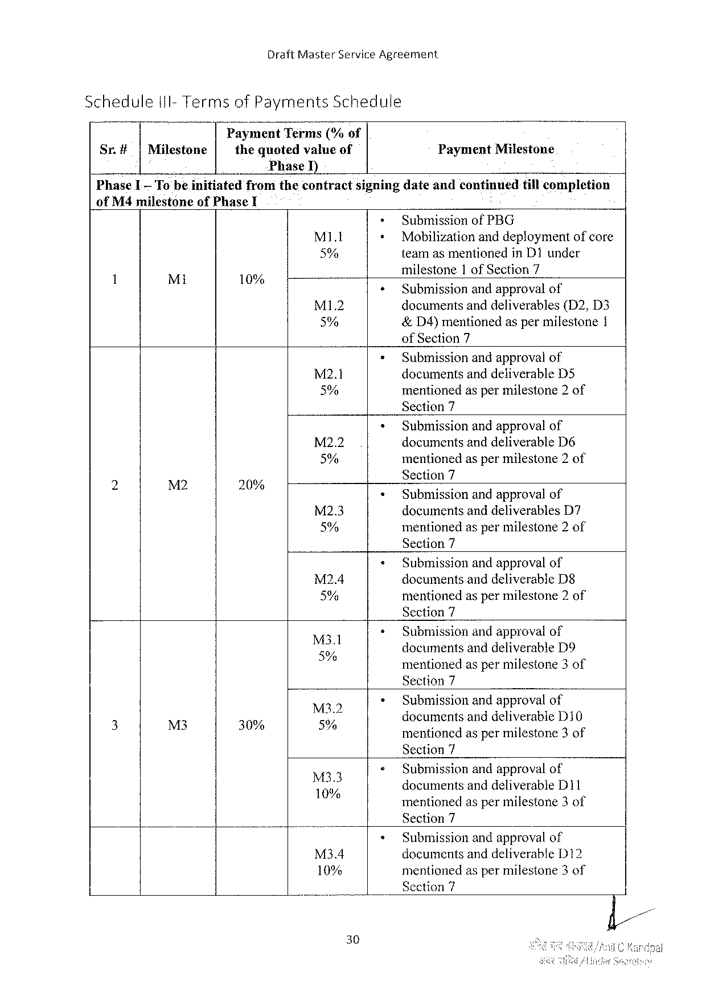 Draft Master Service Agreement
Schedule III- Terms of Payments Schedule
Sr. # Milestone Payment Terms (% of the quoted value of Phase I) Payment Milestone
Phase I – To be initiated from the contract signing date and continued till completion
of M4 milestone of Phase I
1 M1 10%
M1.1
5%
• Submission of PBG
• Mobilization and deployment of core
team as mentioned in D1 under
milestone 1 of Section 7
M1.2
5%
• Submission and approval of
documents and deliverables (D2, D3
& D4) mentioned as per milestone 1
of Section 7
2 M2 20%
M2.1
5%
• Submission and approval of
documents and deliverable D5
mentioned as per milestone 2 of
Section 7
M2.2
5%
• Submission and approval of
documents and deliverable D6
mentioned as per milestone 2 of
Section 7
M2.3
5%
• Submission and approval of
documents and deliverables D7
mentioned as per milestone 2 of
Section 7
M2.4
5%
• Submission and approval of
documents and deliverable D8
mentioned as per milestone 2 of
Section 7
3 M3 30%
M3.1
5%
• Submission and approval of
documents and deliverable D9
mentioned as per milestone 3 of
Section 7
M3.2
5%
• Submission and approval of
documents and deliverable D10
mentioned as per milestone 3 of
Section 7
M3.3
10%
• Submission and approval of
documents and deliverable D11
mentioned as per milestone 3 of
Section 7
M3.4
10%
• Submission and approval of
documents and deliverable D12
mentioned as per milestone 3 of
Section 7
30
/Anil C Kandpal
/Under Secretary